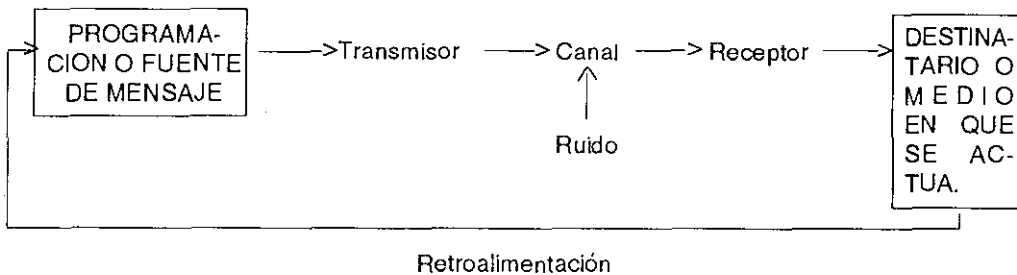 PROGRAMA-
CION O FUENTE
DE MENSAJE
Transmisor
Canal
Receptor
DESTINA-
TARIO O
MEDIO
EN QUE
SE AC-
TUA.
Ruido
Retroalimentación